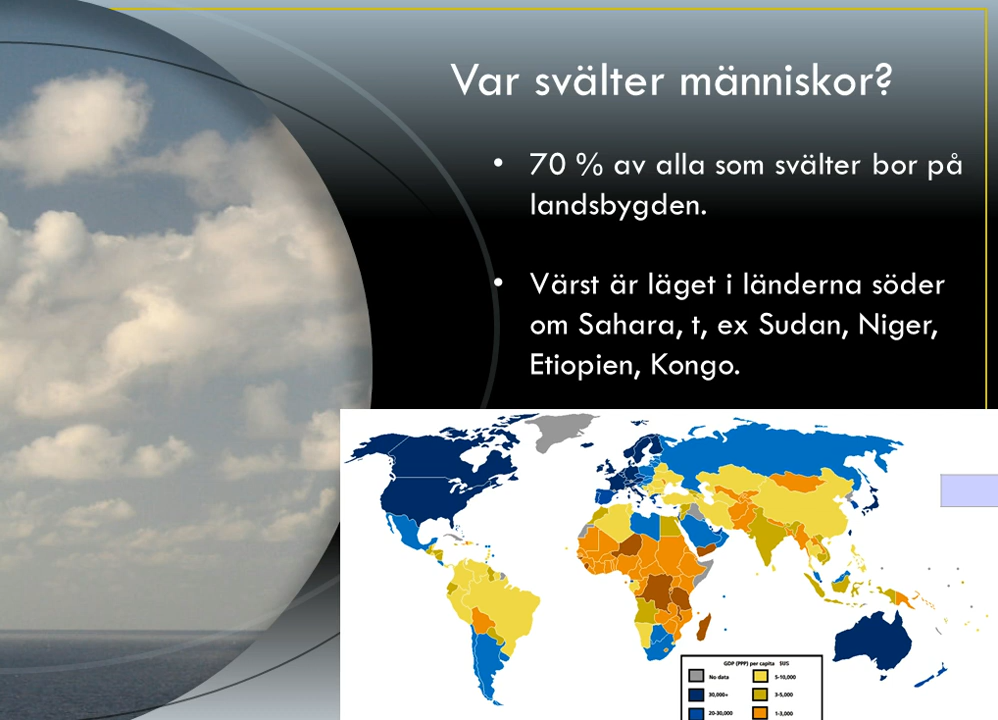 Var svälter människor?
• 70 % av alla som svälter bor på
landsbygden.
• Värst är läget i länderna söder
om Sahara, t, ex Sudan, Niger,
Etiopien, Kongo.
GDP (PPP) per capita $US
No data 5-10,000
30,000+ 3-5,000
20-30,000 1-3,000